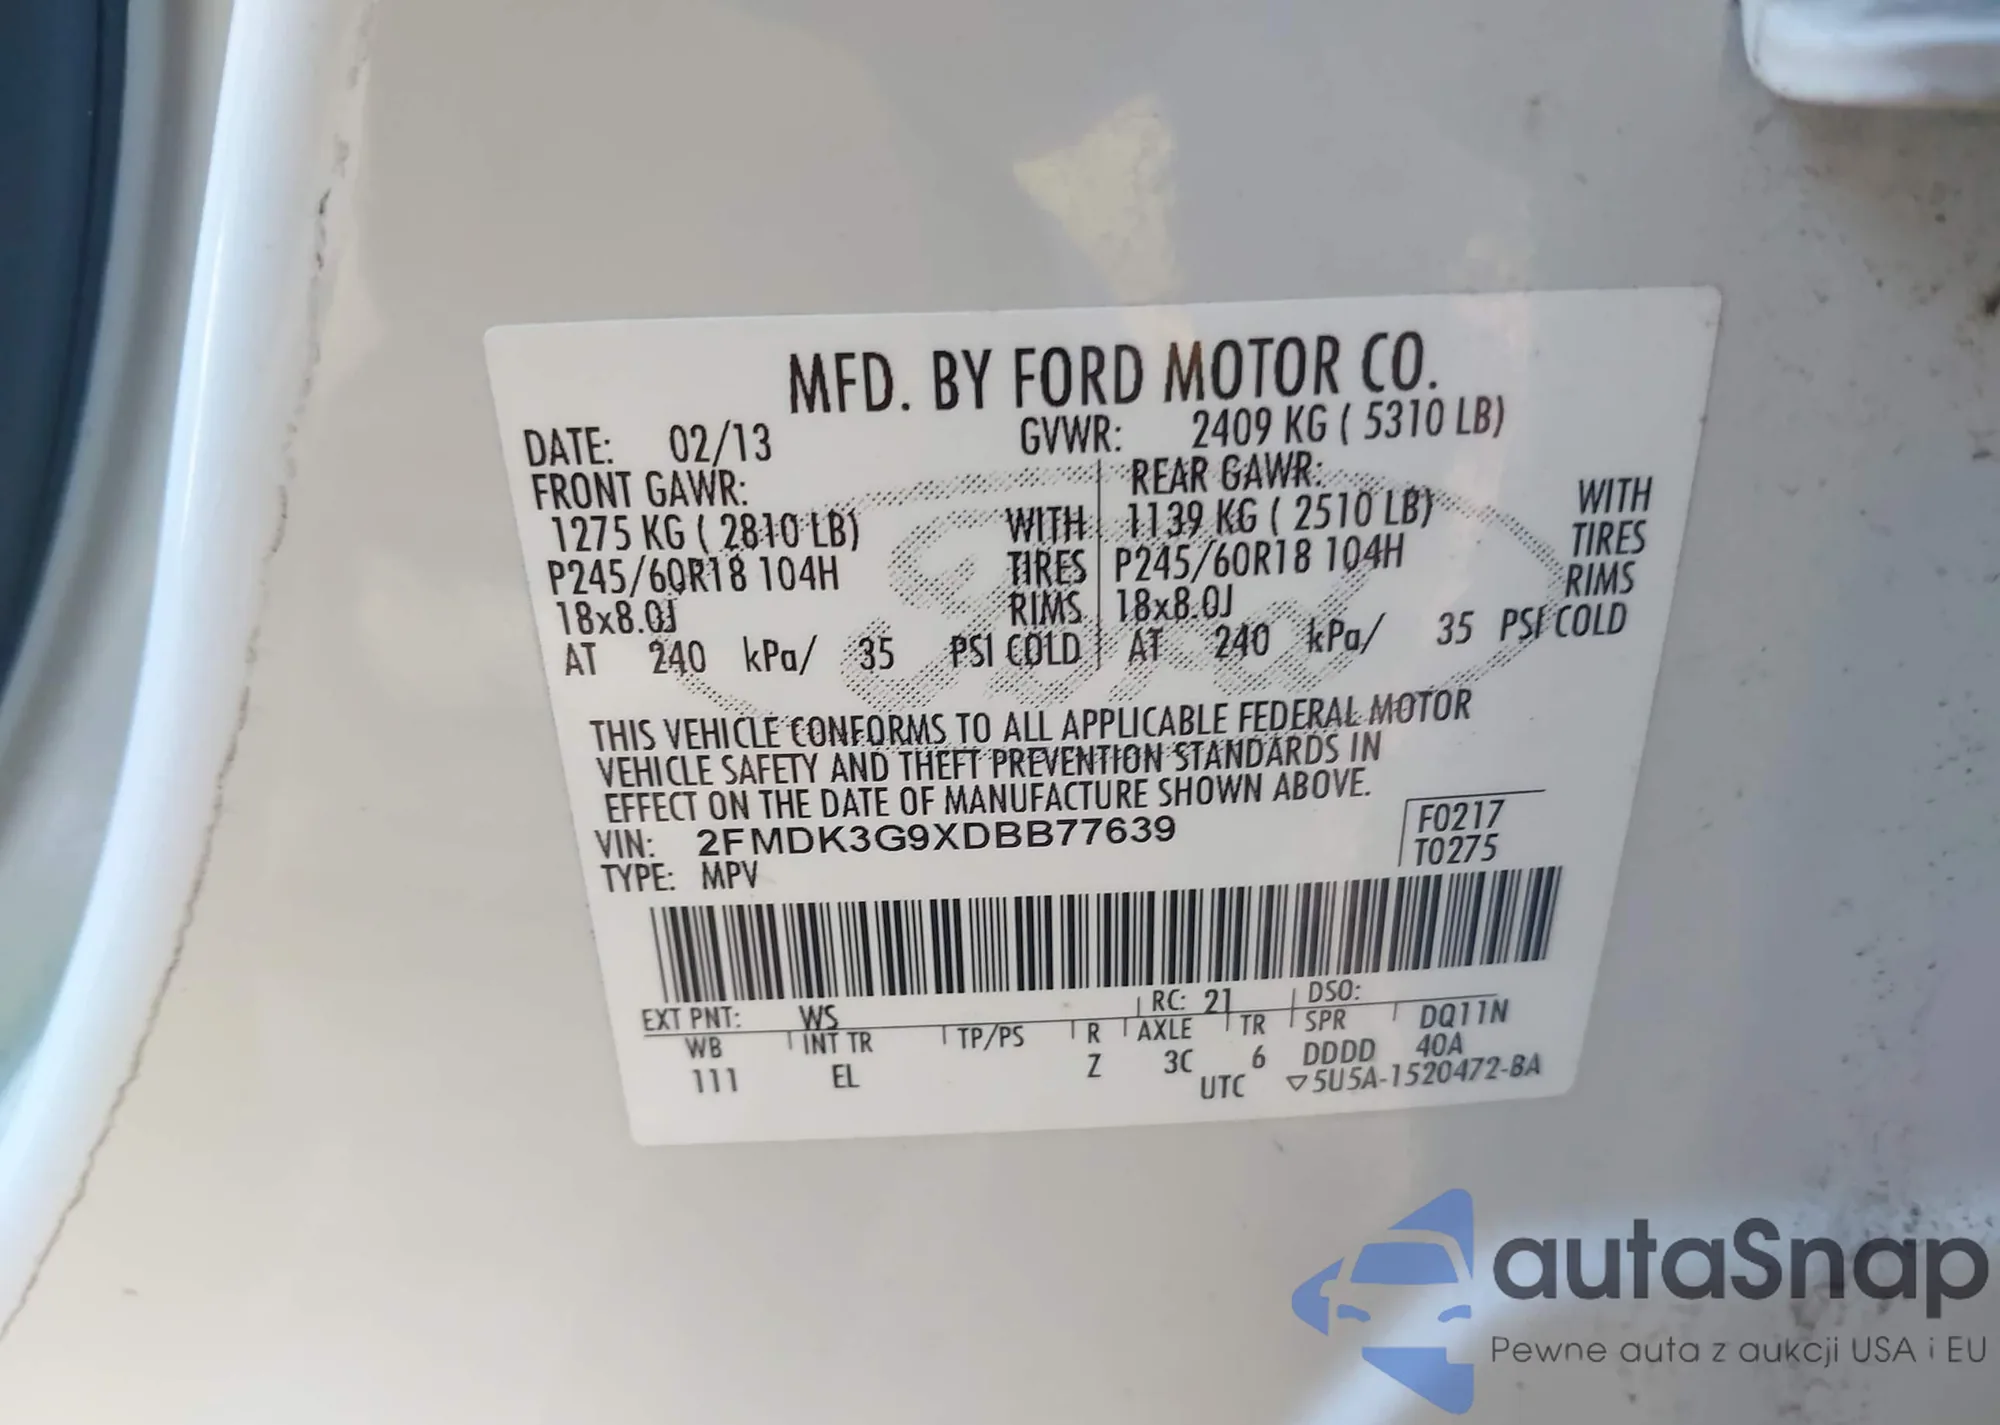 MFD. BY FORD MOTOR CO.
DATE: 02/13 GVWR: 2409 KG ( 5310 LB)
FRONT GAWR: REAR GAWR:
1275 KG ( 2810 LB) WITH 1139 KG ( 2510 LB) WITH
P245/60R18 104H TIRES P245/60R18 104H TIRES
18x8.0J RIMS 18x8.0J RIMS
AT 240 kPa/ 35 PSI COLD AT 240 kPa/ 35 PSI COLD
THIS VEHICLE CONFORMS TO ALL APPLICABLE FEDERAL MOTOR
VEHICLE SAFETY AND THEFT PREVENTION STANDARDS IN
EFFECT ON THE DATE OF MANUFACTURE SHOWN ABOVE.
VIN: 2FMDK3G9XDBB77639 F0217
TYPE: MPV T0275
EXT PNT: WS RC: 21 DSO:
WB INT TR TP/PS R AXLE TR SPR DQ11N
111 EL Z 3C 6 DDDD 40A
UTC ▽5U5A-1520472-BA
Ford
autaSnap
Pewne auta z aukcji USA i EU